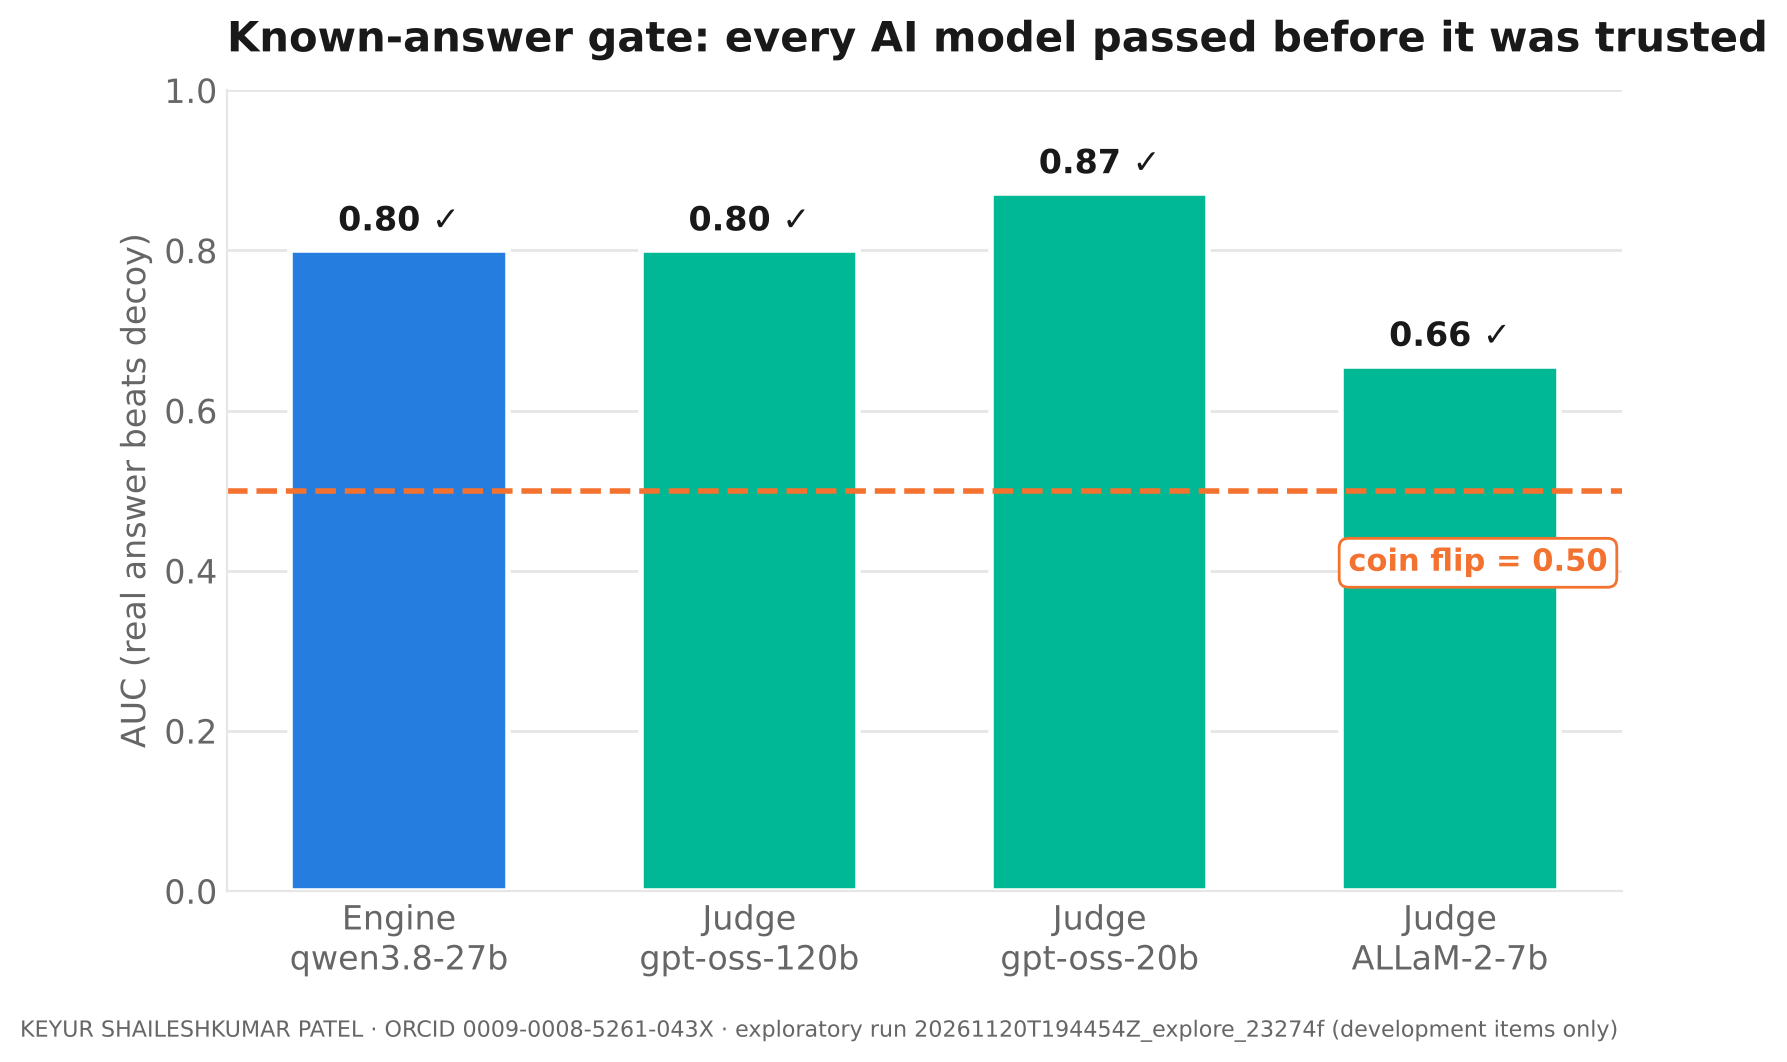 Known-answer gate: every AI model passed before it was trusted
AUC (real answer beats decoy)
1.0
0.8
0.6
0.4
0.2
0.0
0.80 ✓
0.80 ✓
0.87 ✓
0.66 ✓
coin flip = 0.50
Engine
qwen3.8-27b
Judge
gpt-oss-120b
Judge
gpt-oss-20b
Judge
ALLaM-2-7b
KEYUR SHAILESHKUMAR PATEL · ORCID 0009-0008-5261-043X · exploratory run 20261120T194454Z_explore_23274f (development items only)